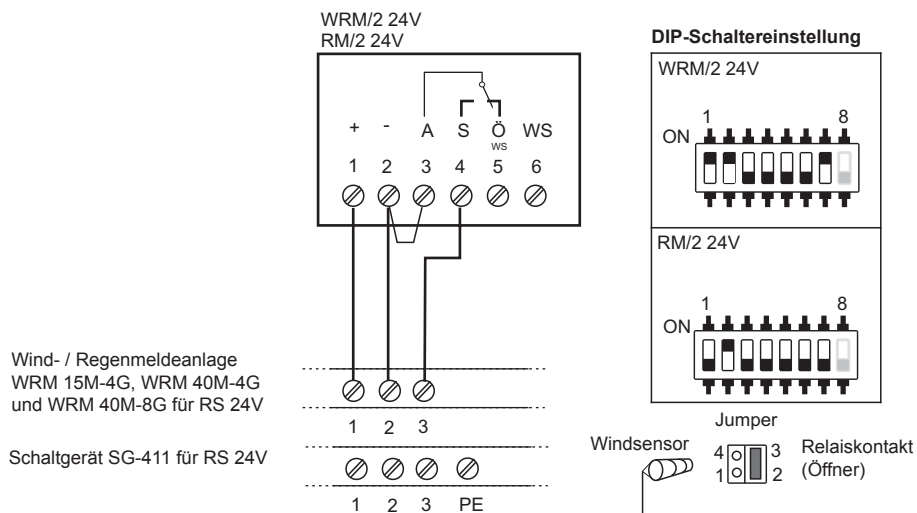 WRM/2 24V
RM/2 24V
+ - A S Ö WS
WS
1 2 3 4 5 6
DIP-Schaltereinstellung
WRM/2 24V
1 8
ON
RM/2 24V
1 8
ON
Wind- / Regenmeldeanlage
WRM 15M-4G, WRM 40M-4G
und WRM 40M-8G für RS 24V
1 2 3
Schaltgerät SG-411 für RS 24V
1 2 3 PE
Jumper
Windsensor
4 3
1 2
Relaiskontakt
(Öffner)